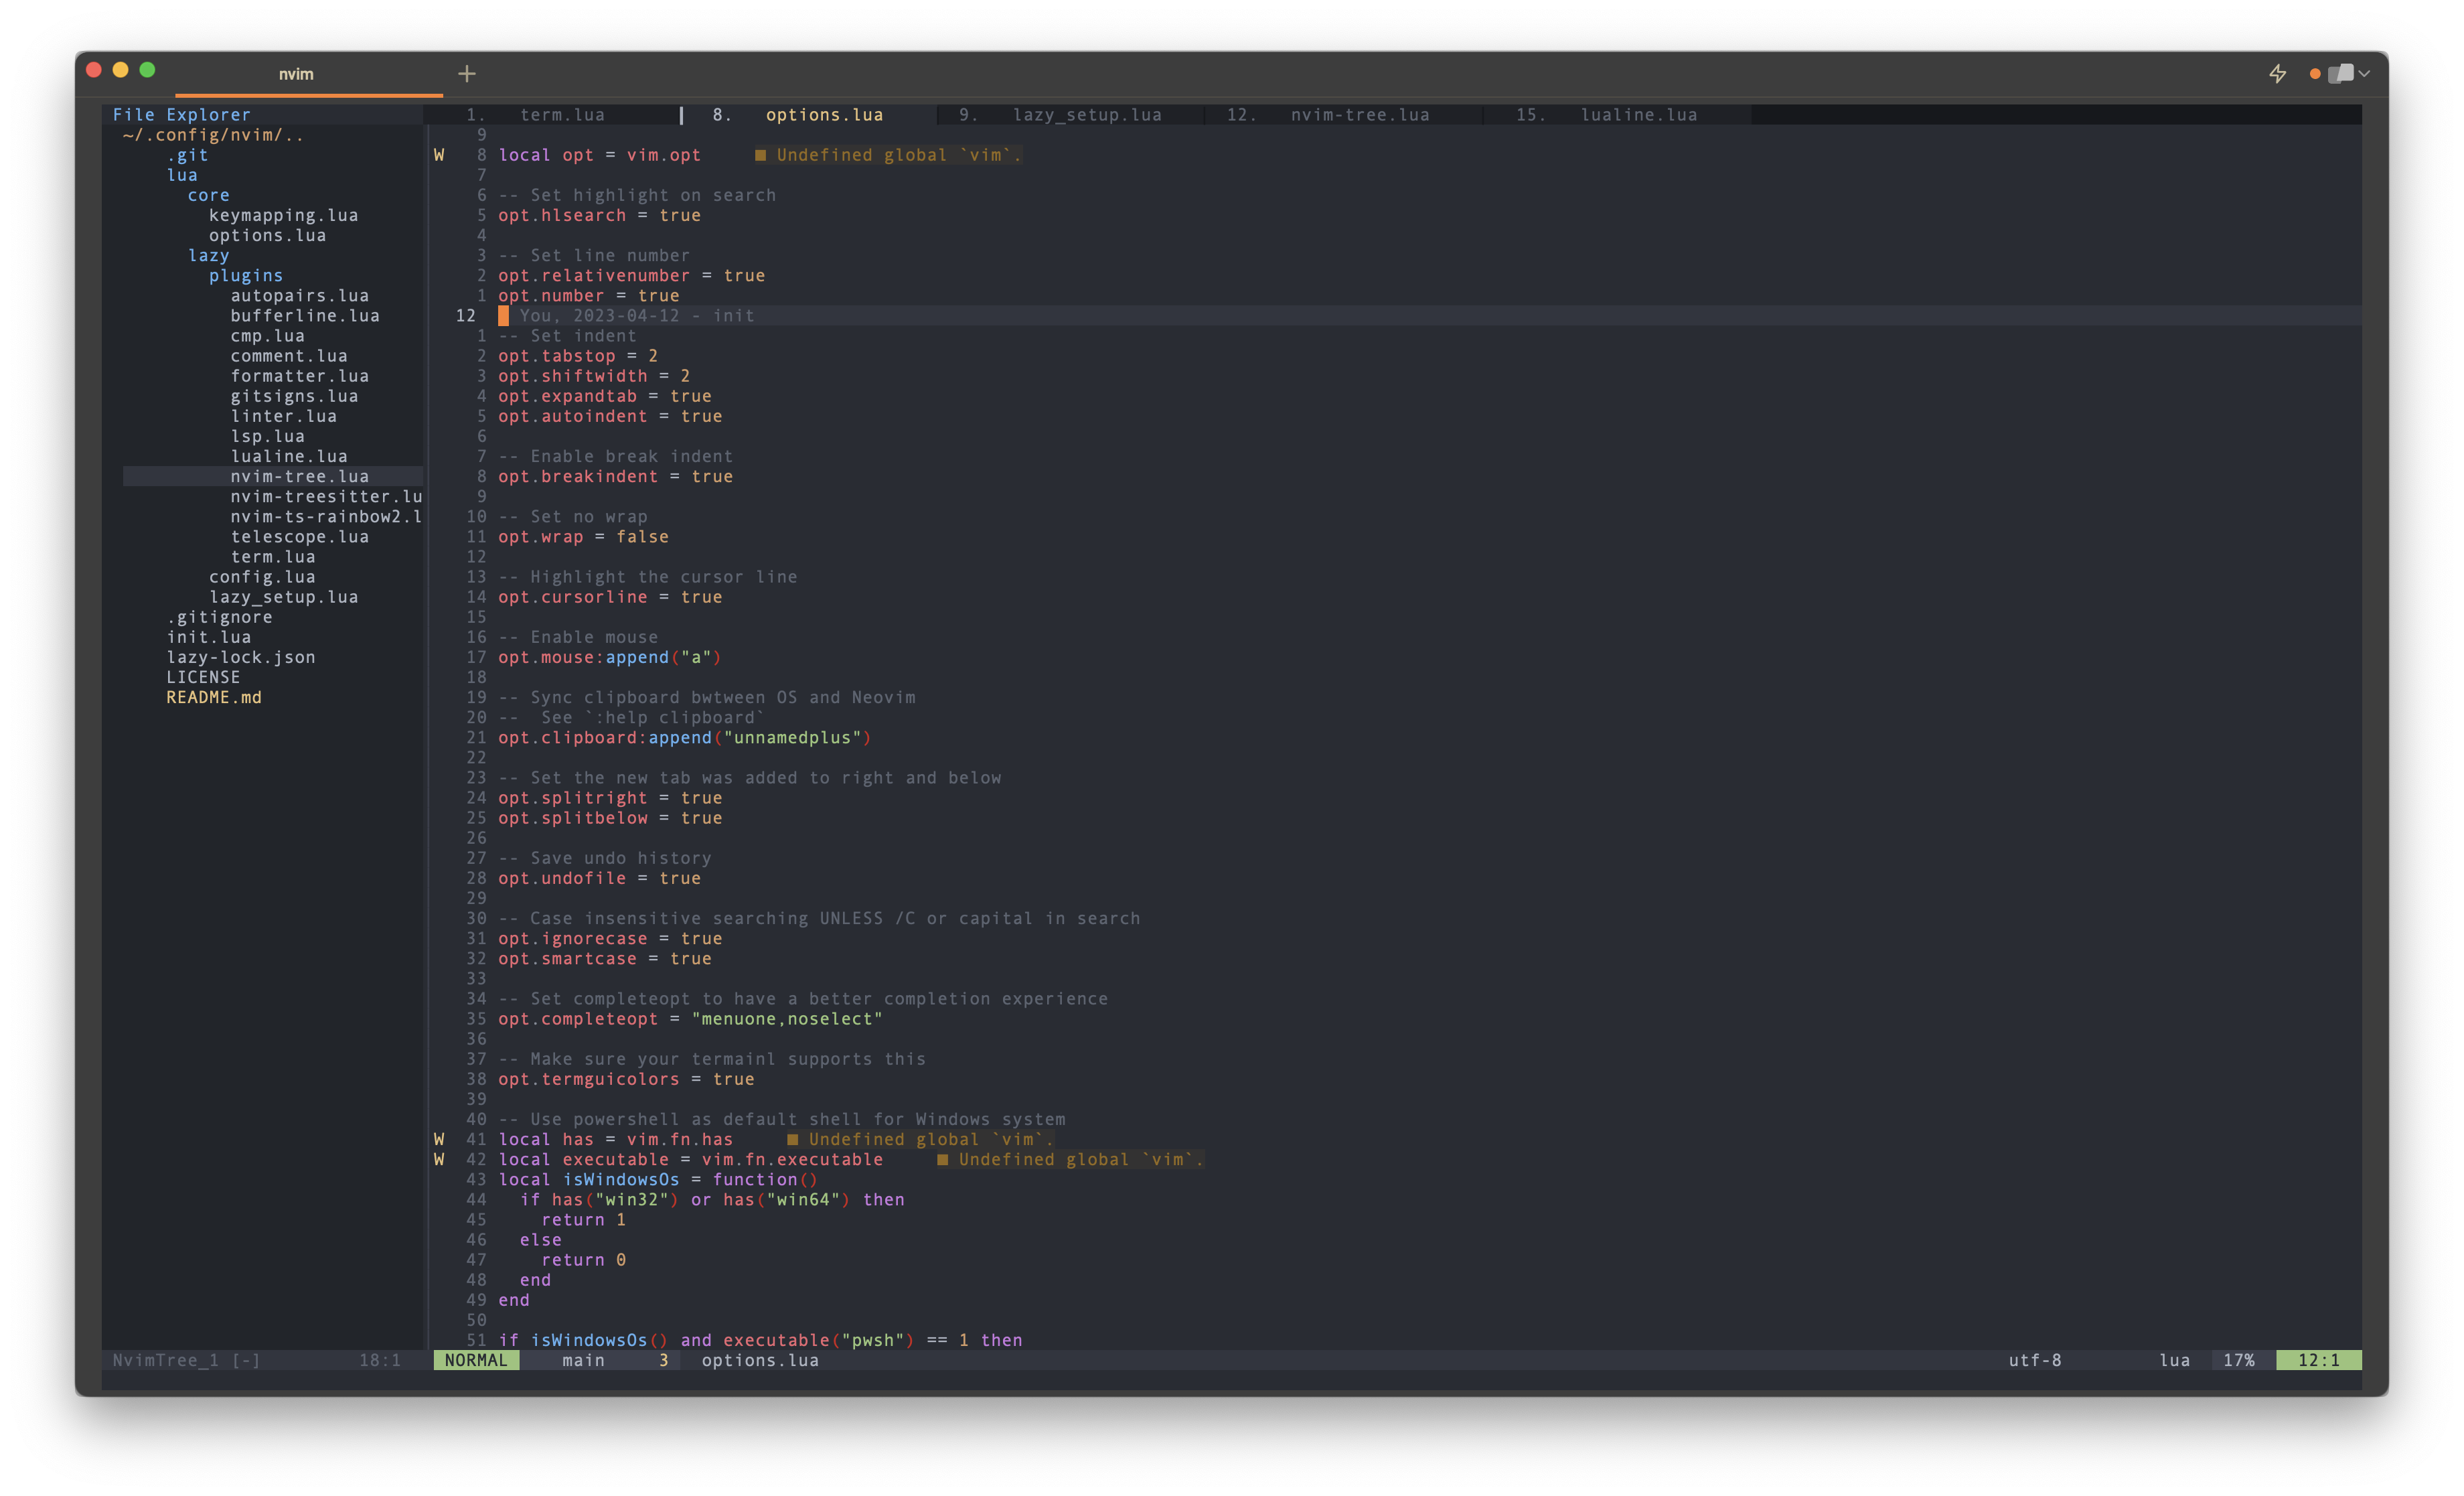 nvim
File Explorer
~/.config/nvim/..
.git
lua
core
keymapping.lua
options.lua
lazy
plugins
autopairs.lua
bufferline.lua
cmp.lua
comment.lua
formatter.lua
gitsigns.lua
linter.lua
lsp.lua
lualine.lua
nvim-tree.lua
nvim-treesitter.lu
nvim-ts-rainbow2.l
telescope.lua
term.lua
config.lua
lazy_setup.lua
.gitignore
init.lua
lazy-lock.json
LICENSE
README.md
NvimTree_1 [-] 18:1
1. term.lua 8. options.lua 9. lazy_setup.lua 12. nvim-tree.lua 15. lualine.lua
9
W 8 local opt = vim.opt ■ Undefined global `vim`.
7
6 -- Set highlight on search
5 opt.hlsearch = true
4
3 -- Set line number
2 opt.relativenumber = true
1 opt.number = true
12 You, 2023-04-12 - init
1 -- Set indent
2 opt.tabstop = 2
3 opt.shiftwidth = 2
4 opt.expandtab = true
5 opt.autoindent = true
6
7 -- Enable break indent
8 opt.breakindent = true
9
10 -- Set no wrap
11 opt.wrap = false
12
13 -- Highlight the cursor line
14 opt.cursorline = true
15
16 -- Enable mouse
17 opt.mouse:append("a")
18
19 -- Sync clipboard bwtween OS and Neovim
20 --  See `:help clipboard`
21 opt.clipboard:append("unnamedplus")
22
23 -- Set the new tab was added to right and below
24 opt.splitright = true
25 opt.splitbelow = true
26
27 -- Save undo history
28 opt.undofile = true
29
30 -- Case insensitive searching UNLESS /C or capital in search
31 opt.ignorecase = true
32 opt.smartcase = true
33
34 -- Set completeopt to have a better completion experience
35 opt.completeopt = "menuone,noselect"
36
37 -- Make sure your termainl supports this
38 opt.termguicolors = true
39
40 -- Use powershell as default shell for Windows system
W 41 local has = vim.fn.has ■ Undefined global `vim`.
W 42 local executable = vim.fn.executable ■ Undefined global `vim`.
43 local isWindowsOs = function()
44   if has("win32") or has("win64") then
45     return 1
46   else
47     return 0
48   end
49 end
50
51 if isWindowsOs() and executable("pwsh") == 1 then
NORMAL main 3 options.lua utf-8 lua 17% 12:1